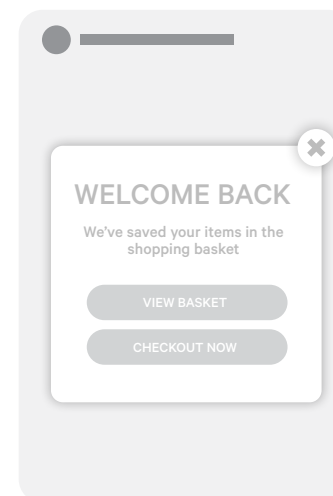 WELCOME BACK
We've saved your items in the
shopping basket
VIEW BASKET
CHECKOUT NOW